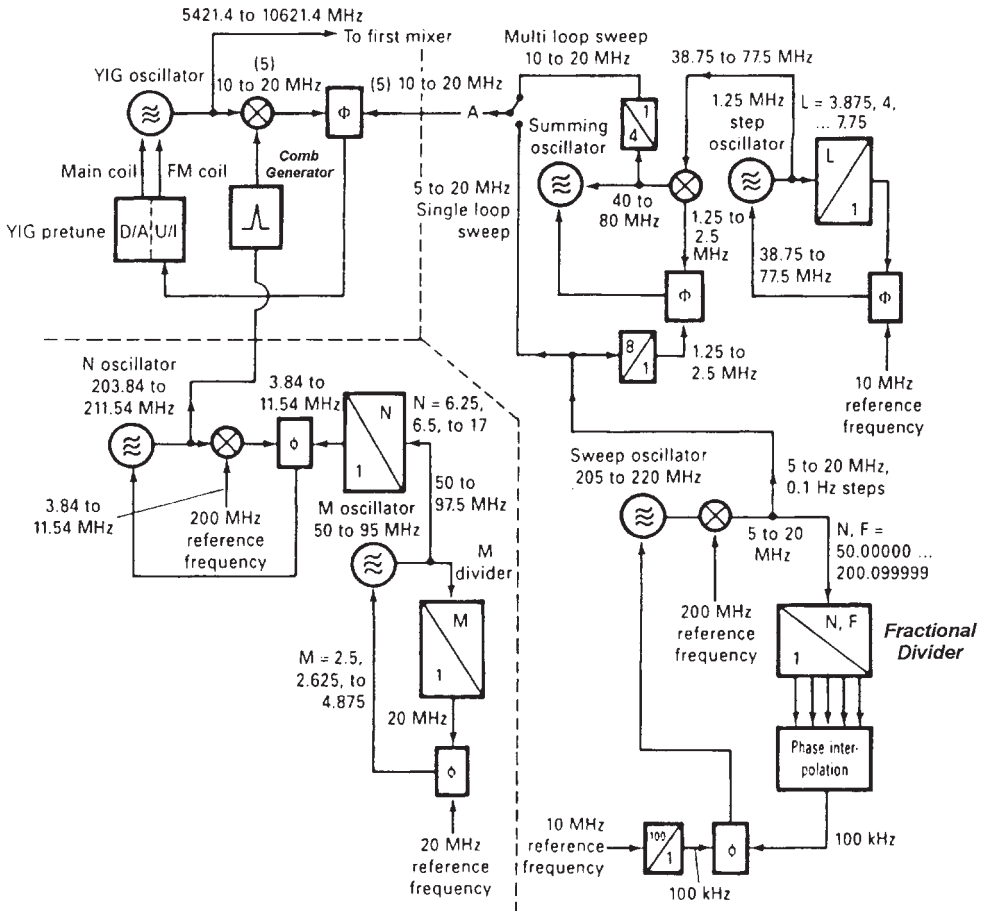 5421.4 to 10621.4 MHz
To first mixer
YIG oscillator
(5)
10 to 20 MHz
Φ
(5) 10 to 20 MHz
A
Main coil
FM coil
Comb
Generator
YIG pretune
D/A
U/I
Multi loop sweep
10 to 20 MHz
1
4
Summing
oscillator
40 to
80 MHz
5 to 20 MHz
Single loop
sweep
38.75 to 77.5 MHz
1.25 MHz
step
oscillator
L = 3.875, 4,
... 7.75
L
1
1.25 to
2.5
MHz
38.75 to
77.5 MHz
Φ
Φ
8
1
1.25 to
2.5 MHz
10 MHz
reference
frequency
N oscillator
203.84 to
211.54 MHz
3.84 to
11.54 MHz
N = 6.25,
6.5, to 17
N
1
ϕ
3.84 to
11.54 MHz
200 MHz
reference
frequency
50 to
97.5 MHz
M oscillator
50 to 95 MHz
M
divider
M
1
M = 2.5,
2.625, to
4.875
20 MHz
ϕ
20 MHz
reference
frequency
Sweep oscillator
205 to 220 MHz
5 to 20 MHz,
0.1 Hz steps
5 to 20
MHz
N, F =
50.00000 ...
200.099999
200 MHz
reference
frequency
N, F
1
Fractional
Divider
Phase inter-
polation
10 MHz
reference
frequency
100
1
ϕ
100 kHz
100 kHz